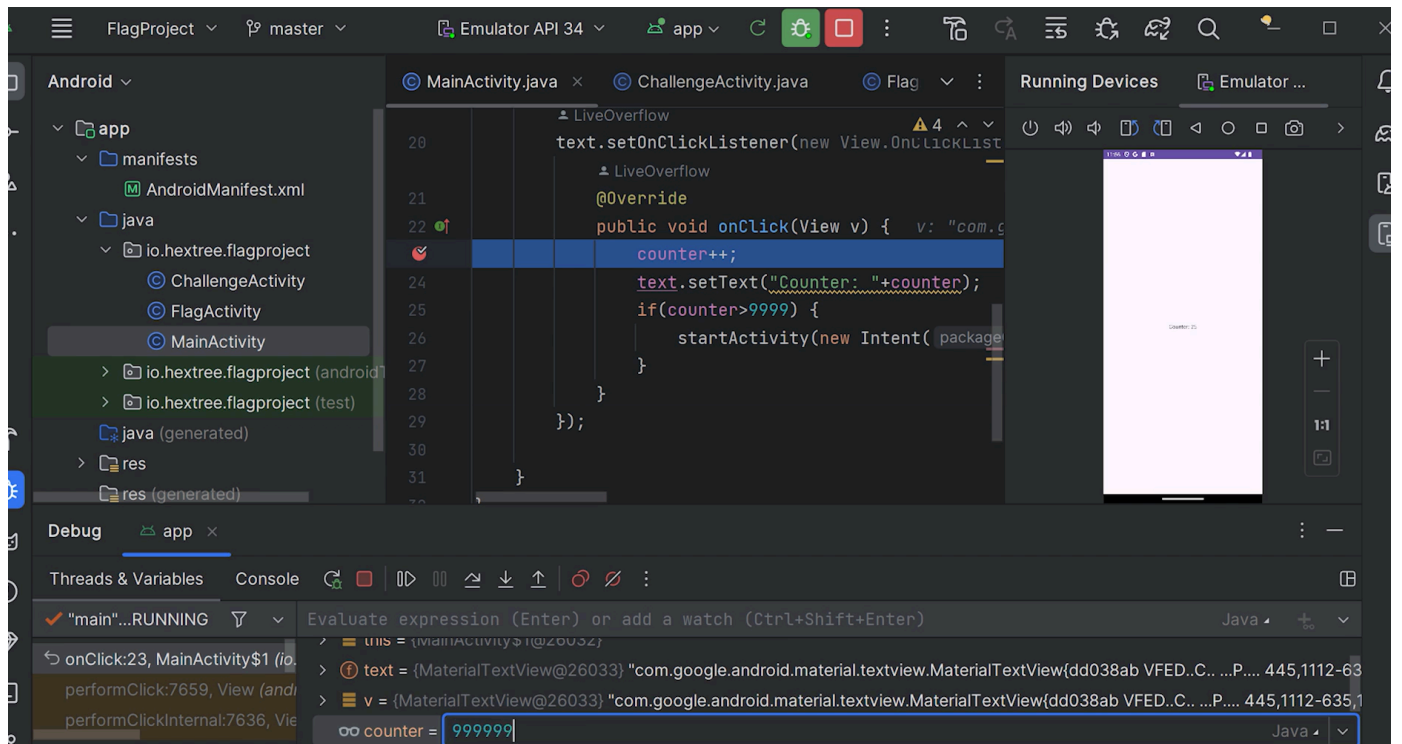 FlagProject master Emulator API 34 app
Android MainActivity.java ChallengeActivity.java Flag Running Devices Emulator ...
app
manifests
AndroidManifest.xml
java
io.hextree.flagproject
ChallengeActivity
FlagActivity
MainActivity
io.hextree.flagproject (androidT
io.hextree.flagproject (test)
java (generated)
res
res (generated)
LiveOverflow
4
20 text.setOnClickListener(new View.OnClickList
LiveOverflow
21 @Override
22 public void onClick(View v) { v: "com.g
counter++;
24 text.setText("Counter: "+counter);
25 if(counter>9999) {
26 startActivity(new Intent( package
27 }
28 }
29 });
30
31 }
1:1
Debug app
Threads & Variables Console
"main"...RUNNING Evaluate expression (Enter) or add a watch (Ctrl+Shift+Enter) Java
this = {MainActivity$1@26032}
onClick:23, MainActivity$1 (io.
text = {MaterialTextView@26033} "com.google.android.material.textview.MaterialTextView{dd038ab VFED..C.. ...P.... 445,1112-63
performClick:7659, View (andr
v = {MaterialTextView@26033} "com.google.android.material.textview.MaterialTextView{dd038ab VFED..C.. ...P.... 445,1112-635,1
performClickInternal:7636, Vie
counter = 999999 Java